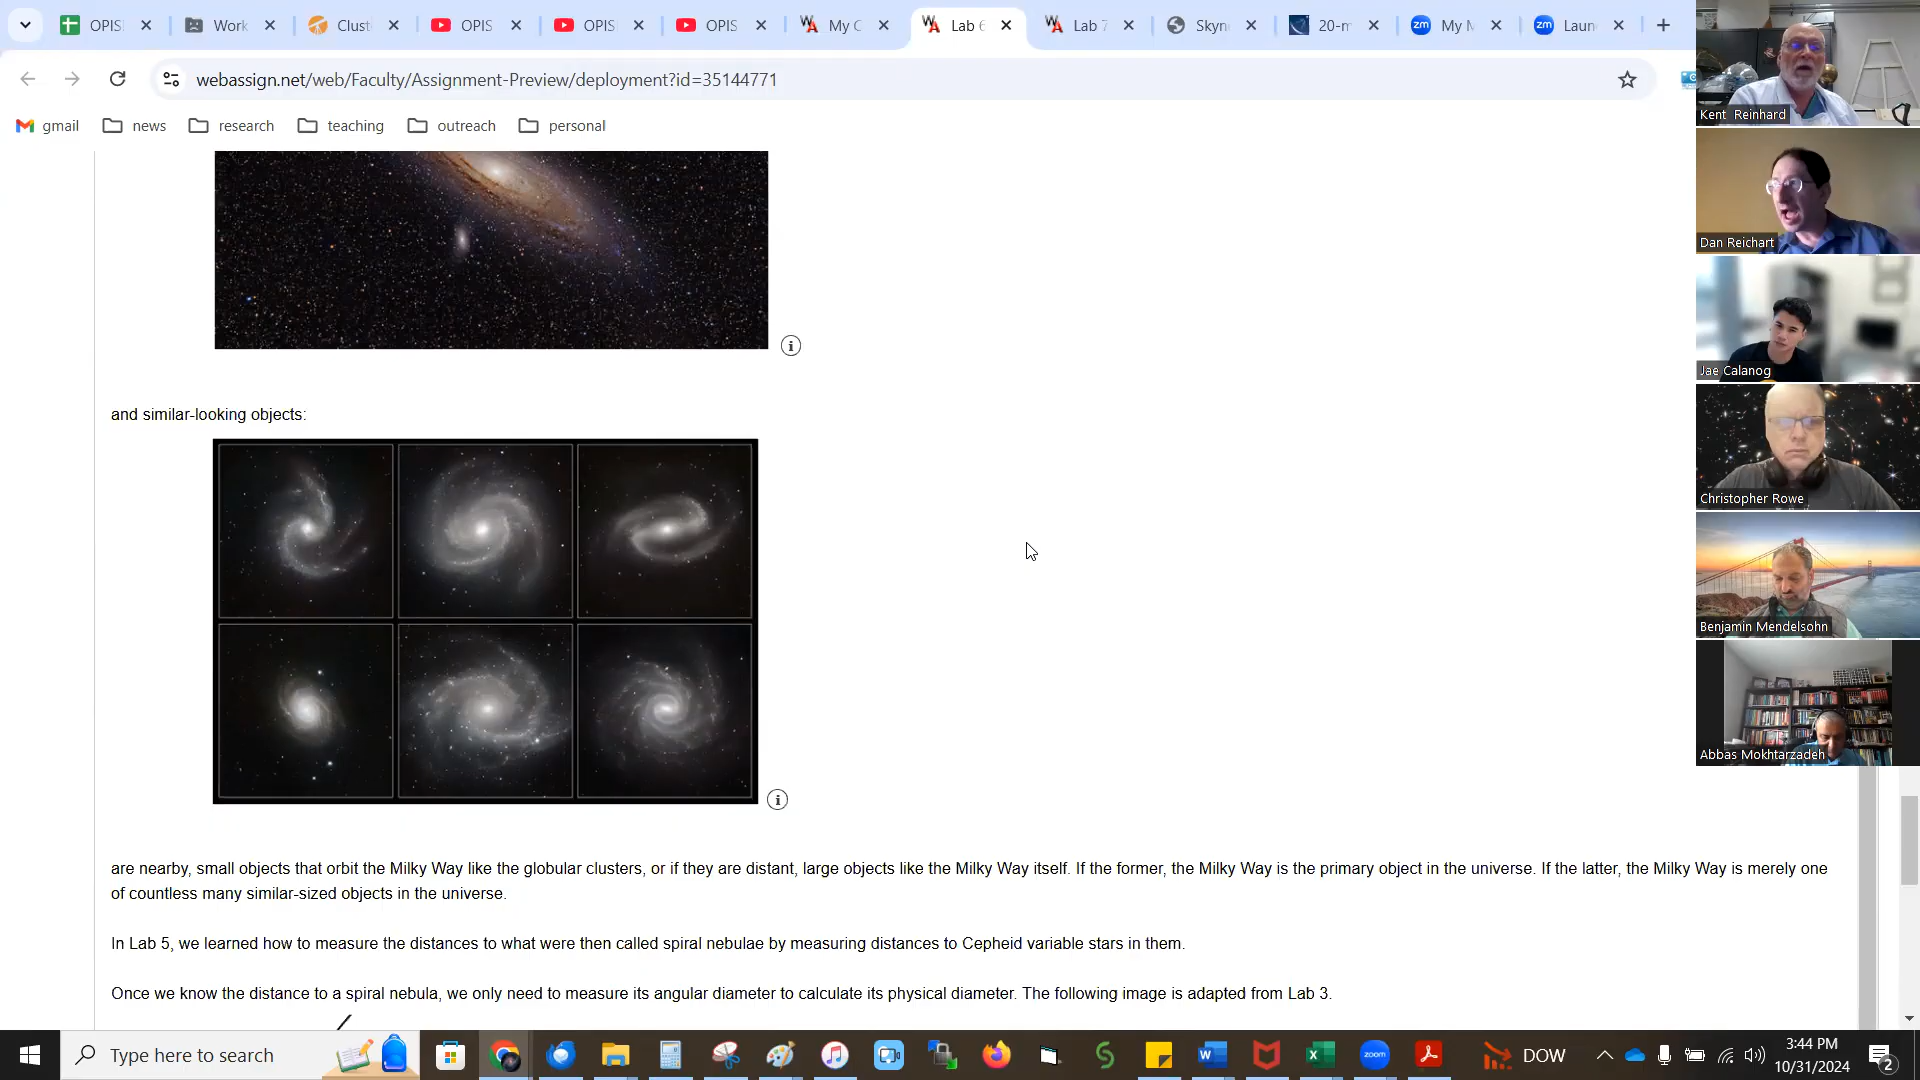 OPIS
Work
Clust
OPIS
OPIS
OPIS
My C
Lab 6
Lab 7
Skyn
20-m
My M
Laun
webassign.net/web/Faculty/Assignment-Preview/deployment?id=35144771
gmail
news
research
teaching
outreach
personal
and similar-looking objects:
are nearby, small objects that orbit the Milky Way like the globular clusters, or if they are distant, large objects like the Milky Way itself. If the former, the Milky Way is the primary object in the universe. If the latter, the Milky Way is merely one
of countless many similar-sized objects in the universe.
In Lab 5, we learned how to measure the distances to what were then called spiral nebulae by measuring distances to Cepheid variable stars in them.
Once we know the distance to a spiral nebula, we only need to measure its angular diameter to calculate its physical diameter. The following image is adapted from Lab 3.
Kent Reinhard
Dan Reichart
Jae Calanog
Christopher Rowe
Benjamin Mendelsohn
Abbas Mokhtarzadeh
Type here to search
zoom
DOW
3:44 PM
10/31/2024
2